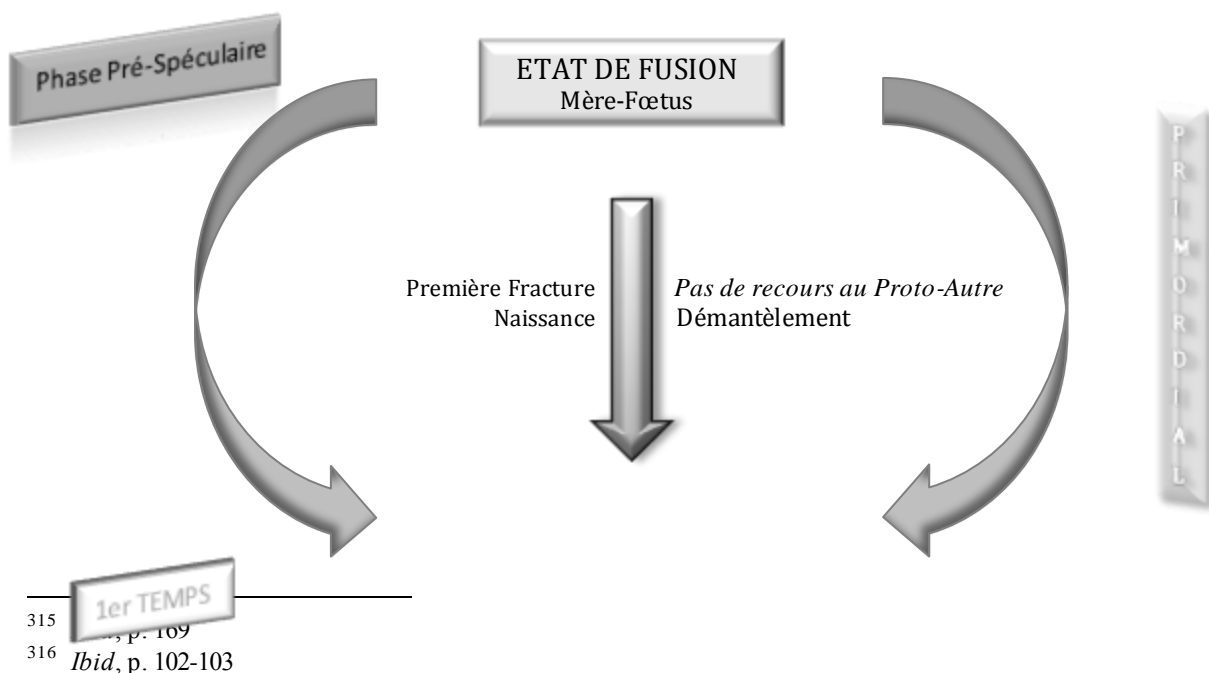 Phase Pré-Spéculaire
ETAT DE FUSION
Mère-Fœtus
PRIMORDIAL
Première Fracture
Naissance
Pas de recours au Proto-Autre
Démantèlement
1er TEMPS
315 , p. 169
316 Ibid, p. 102-103